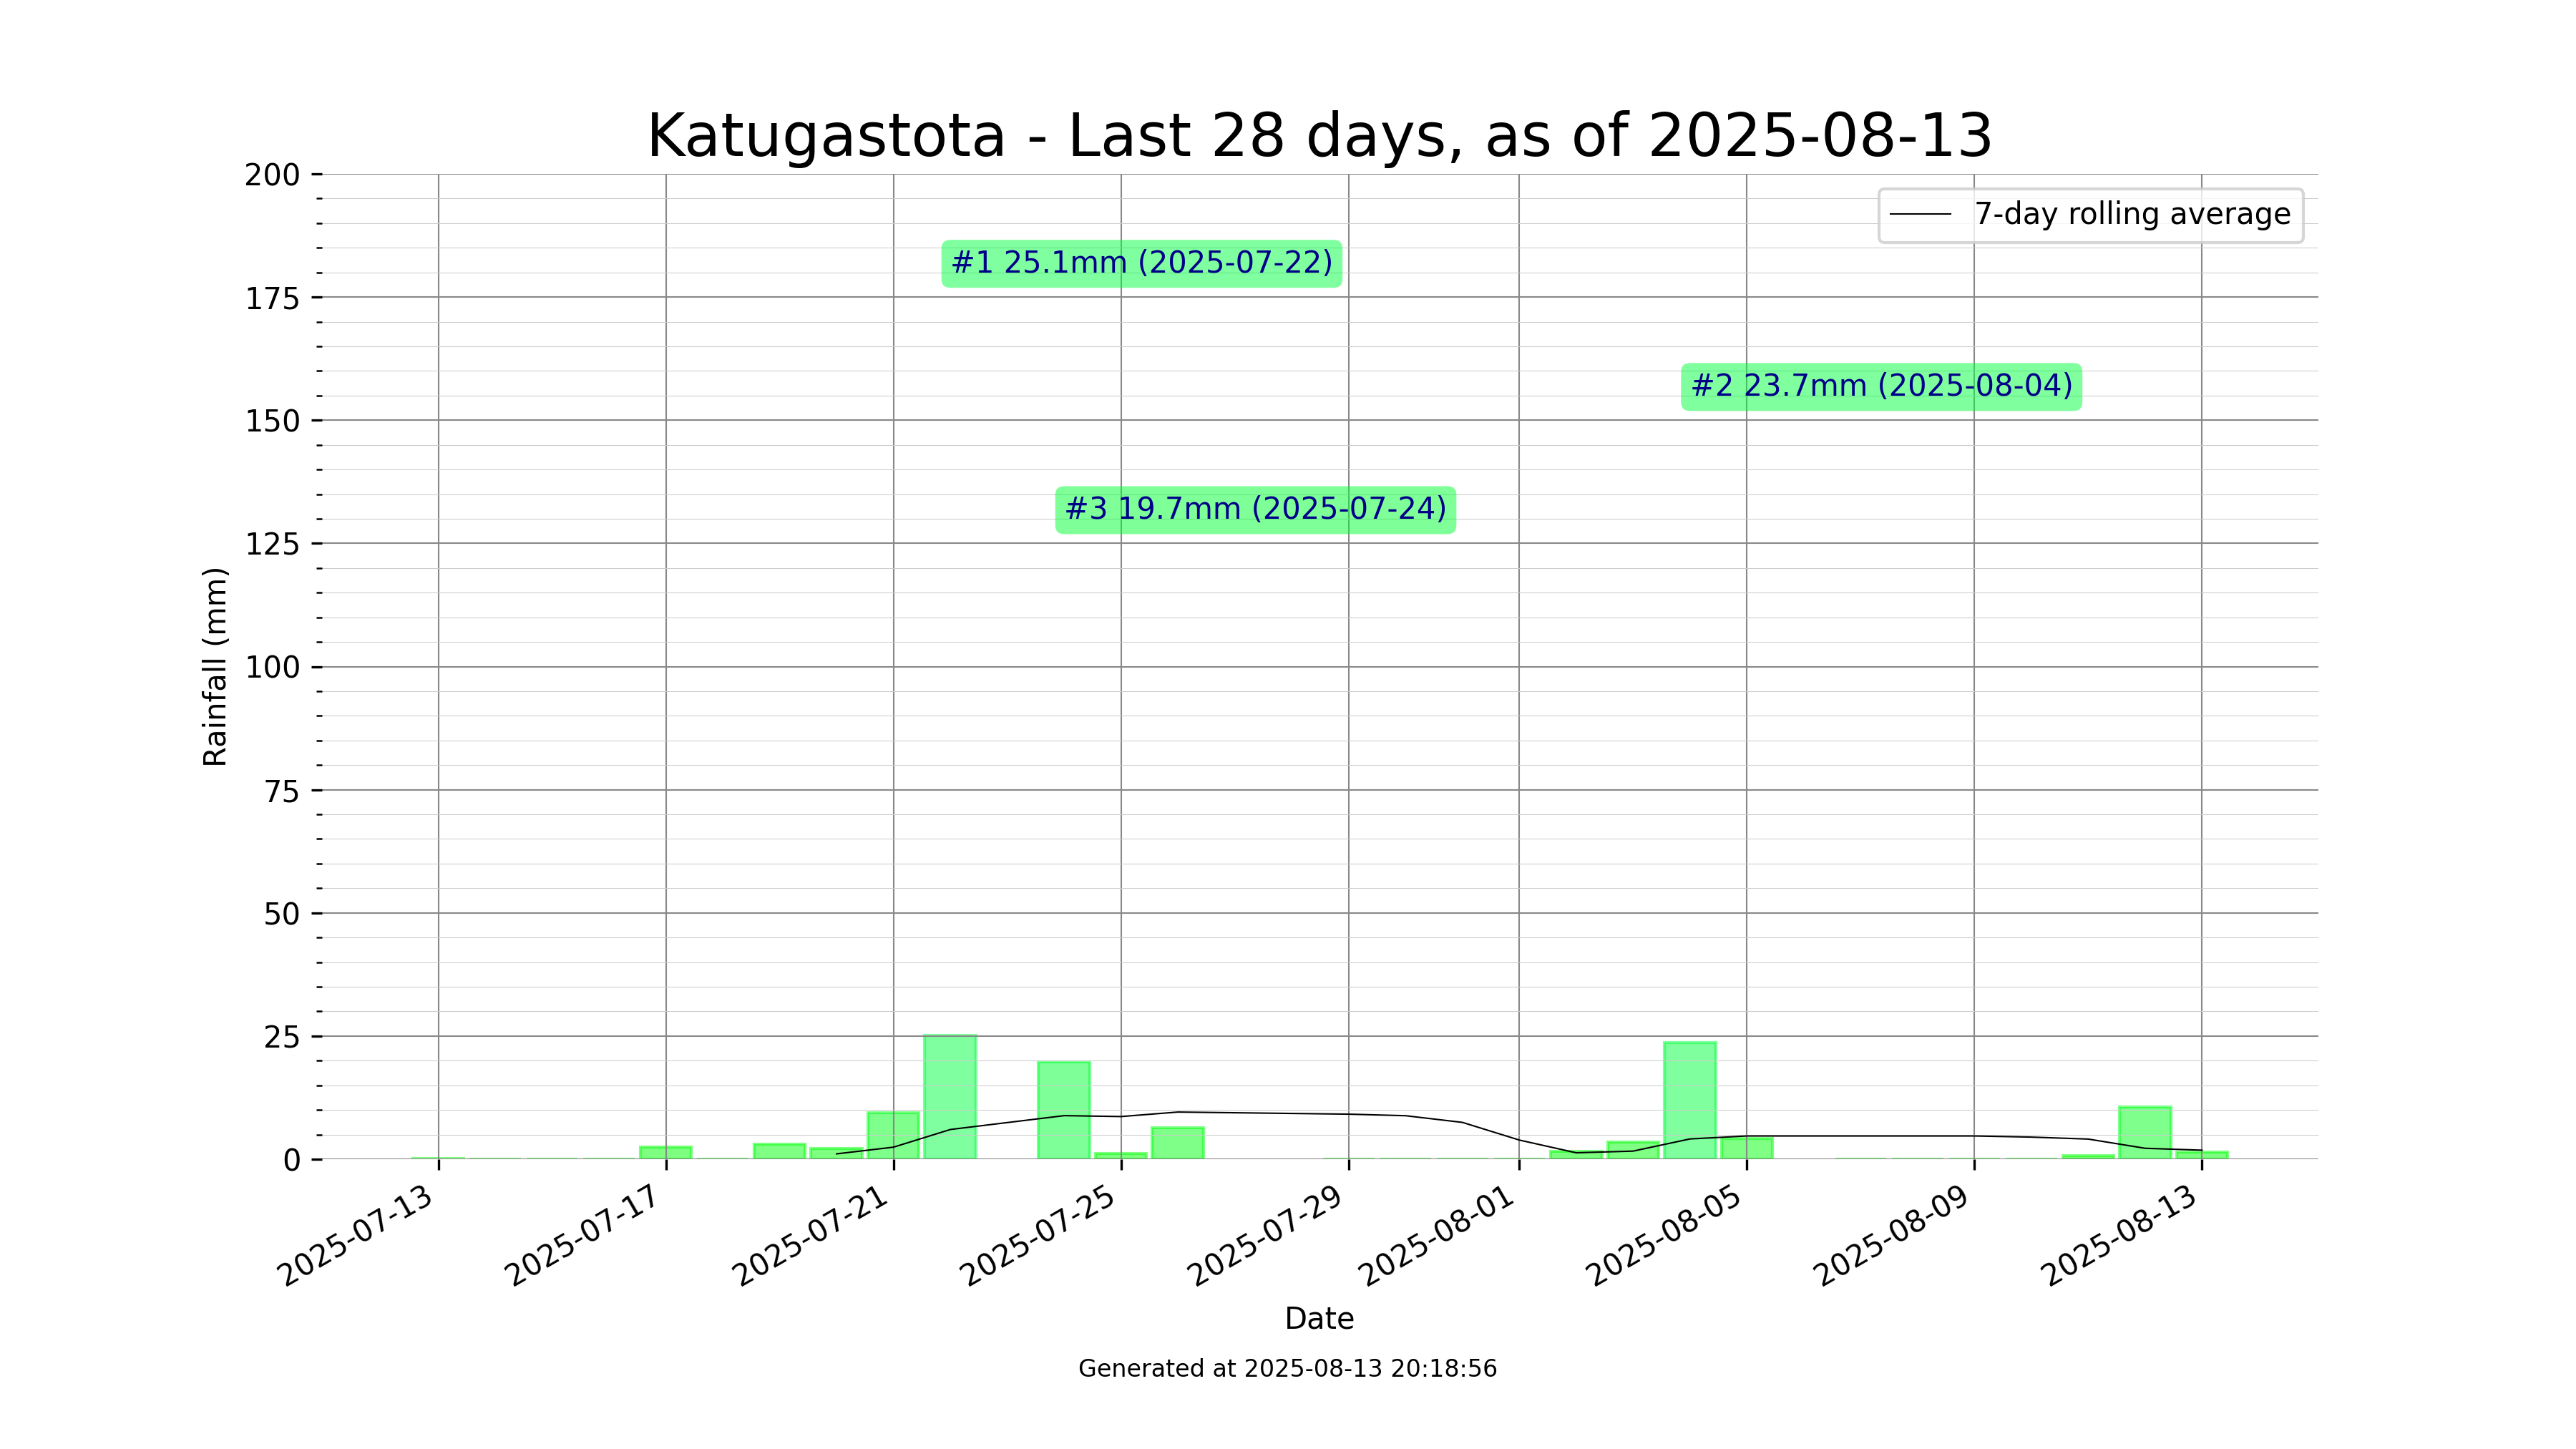 Katugastota - Last 28 days, as of 2025-08-13
7-day rolling average
#1 25.1mm (2025-07-22)
#2 23.7mm (2025-08-04)
#3 19.7mm (2025-07-24)
Rainfall (mm)
200
175
150
125
100
75
50
25
0
2025-07-13
2025-07-17
2025-07-21
2025-07-25
2025-07-29
2025-08-01
2025-08-05
2025-08-09
2025-08-13
Date
Generated at 2025-08-13 20:18:56